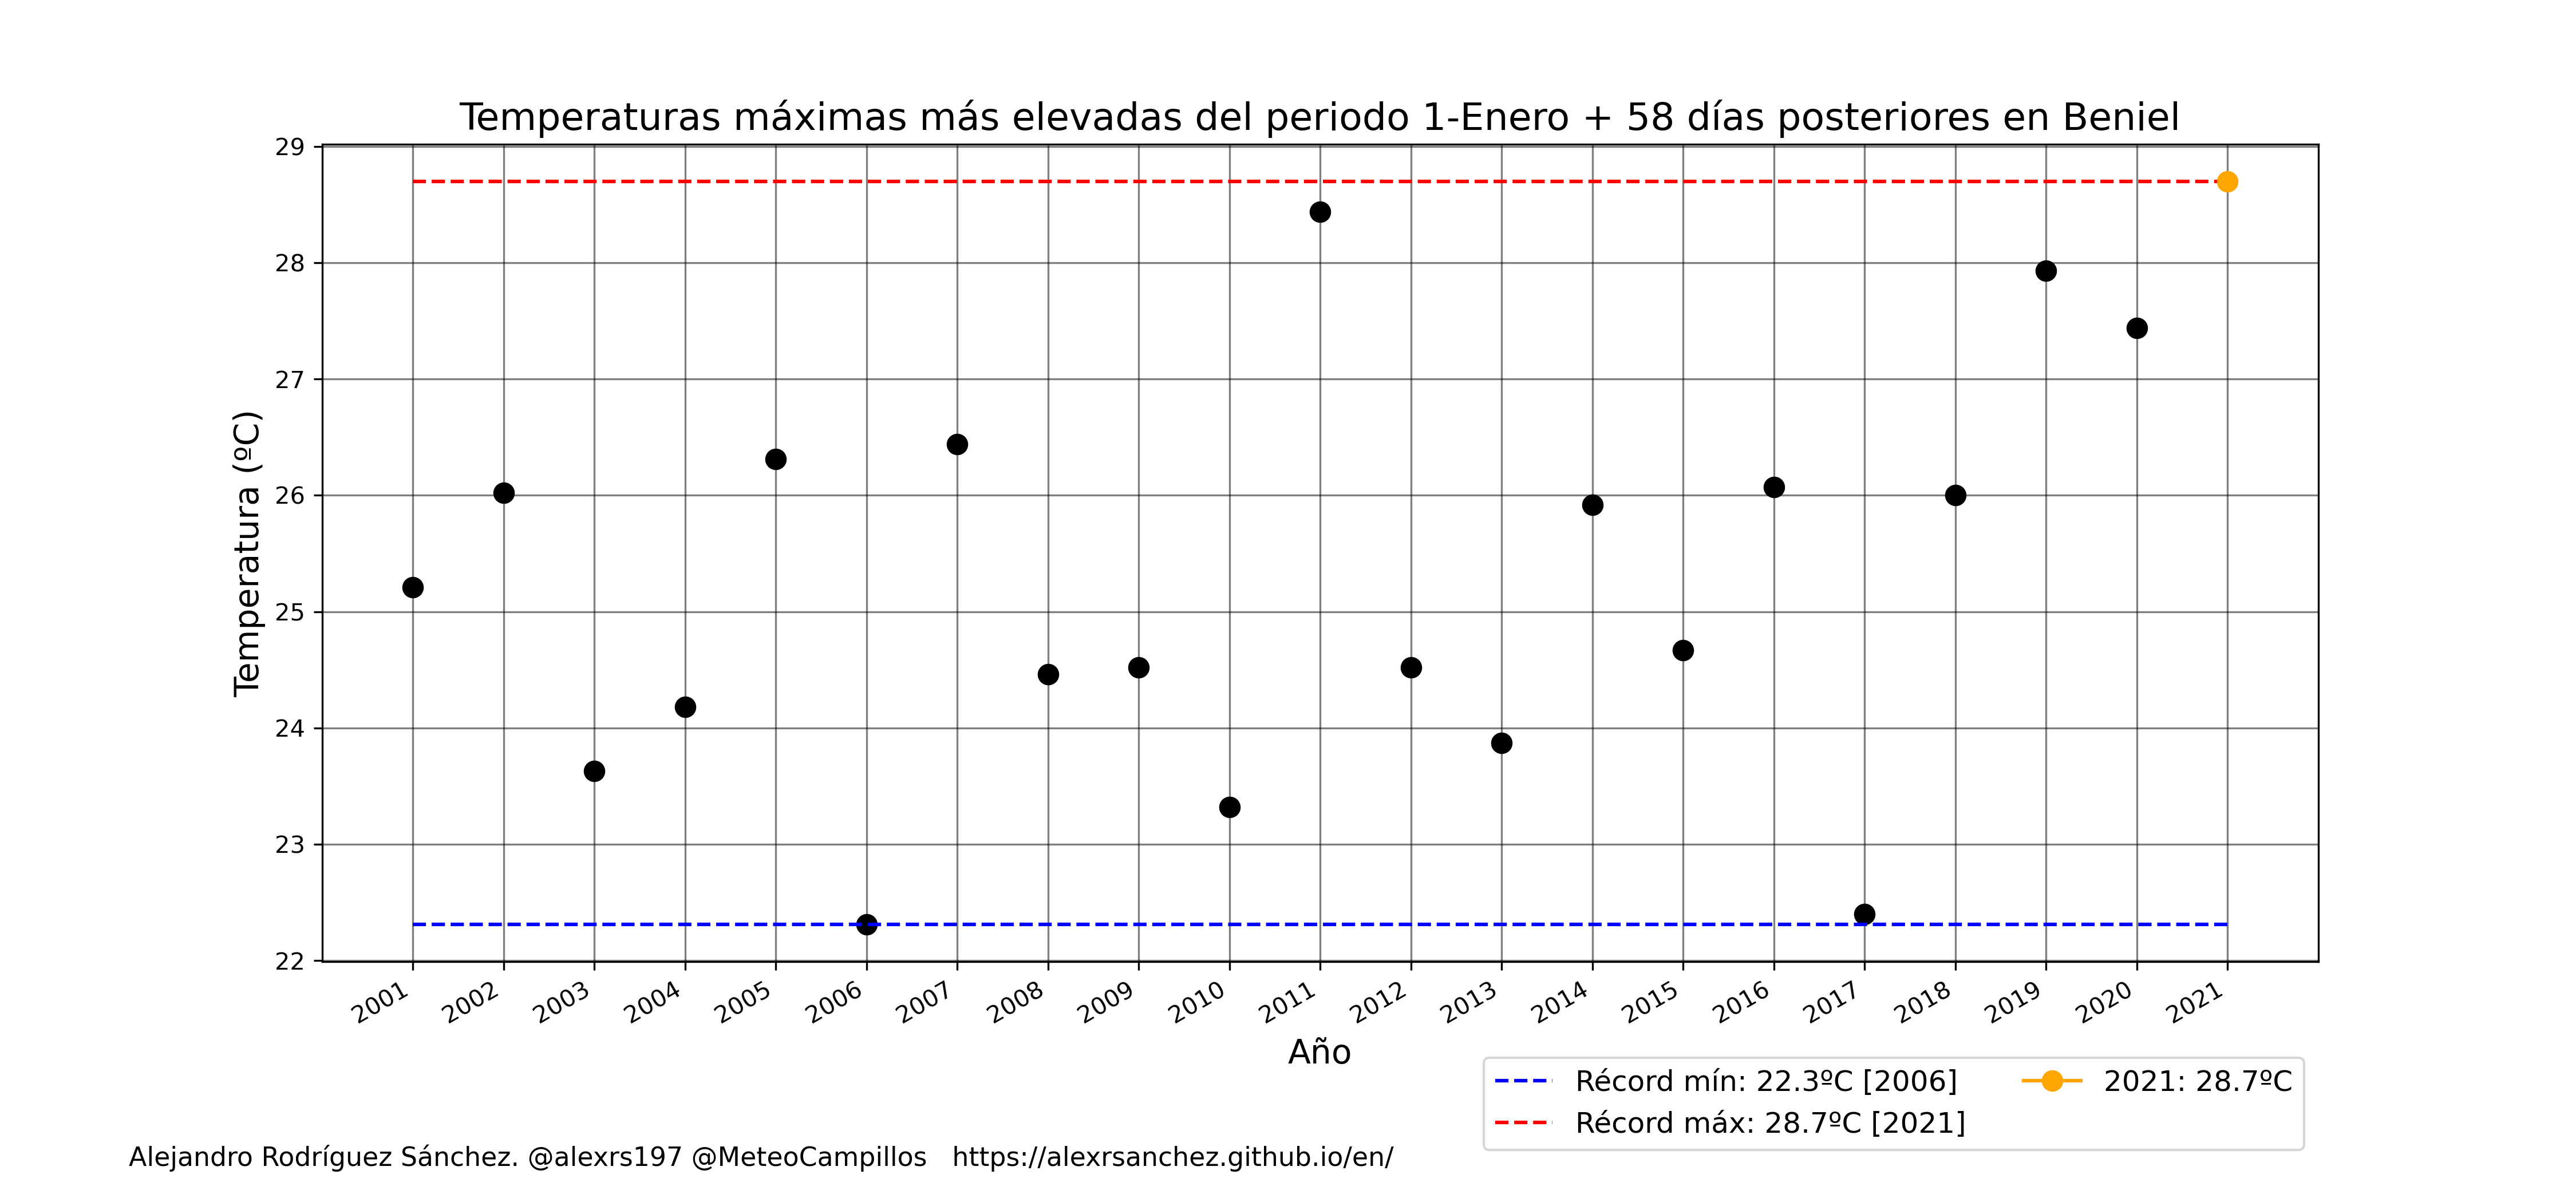 Temperaturas máximas más elevadas del periodo 1-Enero + 58 días posteriores en Beniel
29
28
27
26
25
24
23
22
Temperatura (ºC)
2001 2002 2003 2004 2005 2006 2007 2008 2009 2010 2011 2012 2013 2014 2015 2016 2017 2018 2019 2020 2021
Año
Récord mín: 22.3ºC [2006]
Récord máx: 28.7ºC [2021]
2021: 28.7ºC
Alejandro Rodríguez Sánchez. @alexrs197 @MeteoCampillos https://alexrsanchez.github.io/en/